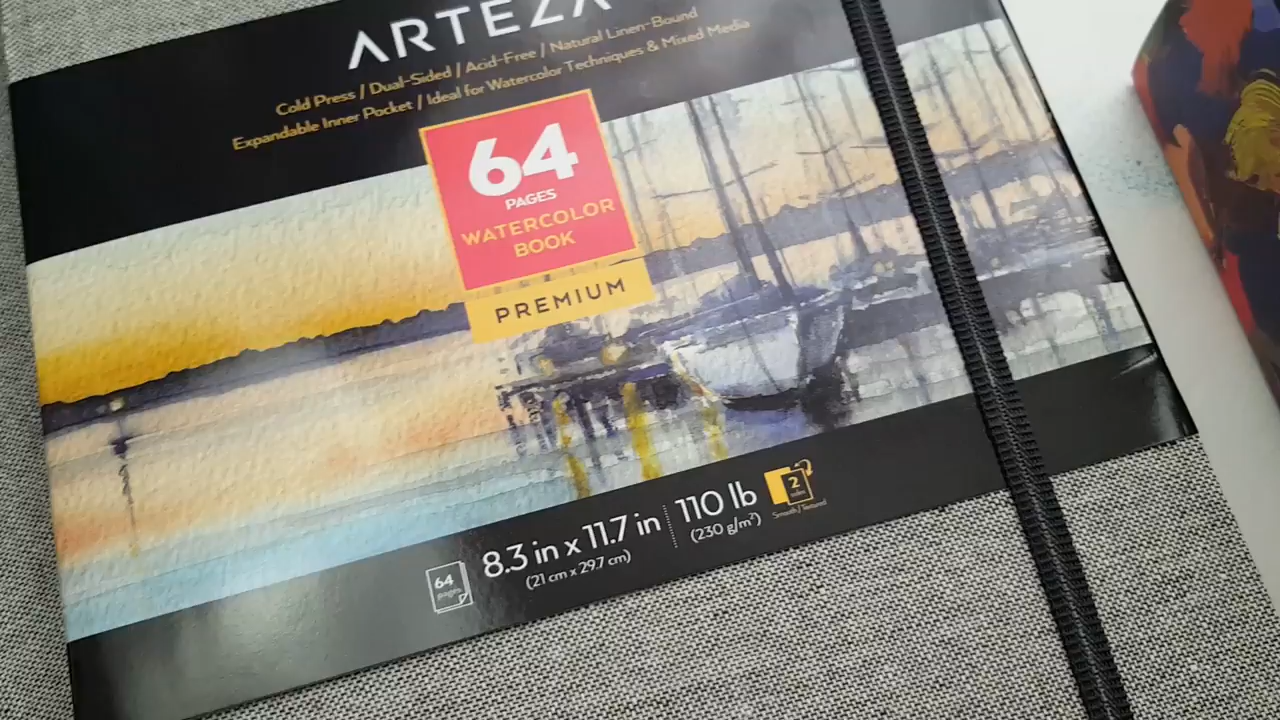 ARTEZA
Cold Press / Dual-Sided / Acid-Free / Natural Linen-Bound
Expandable Inner Pocket / Ideal for Watercolor Techniques & Mixed Media
64
PAGES
WATERCOLOR
BOOK
PREMIUM
64
pages
8.3 in x 11.7 in
(21 cm x 29.7 cm)
110 lb
(230 g/m²)
2
sides
Smooth / Textured